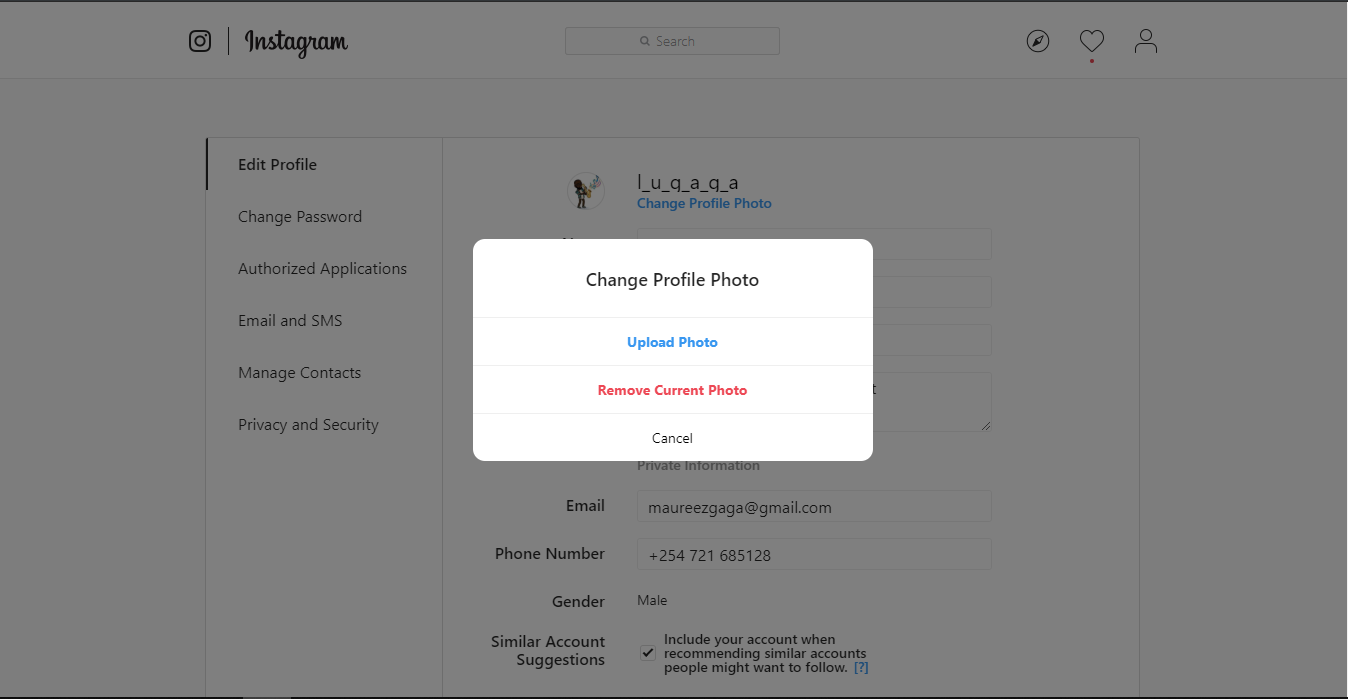 Instagram
Search
Edit Profile
Change Password
Authorized Applications
Email and SMS
Manage Contacts
Privacy and Security
l_u_q_a_q_a
Change Profile Photo
Change Profile Photo
Upload Photo
Remove Current Photo
Cancel
t
Private Information
Email
maureezgaga@gmail.com
Phone Number
+254 721 685128
Gender
Male
Similar Account
Suggestions
Include your account when
recommending similar accounts
people might want to follow. [?]